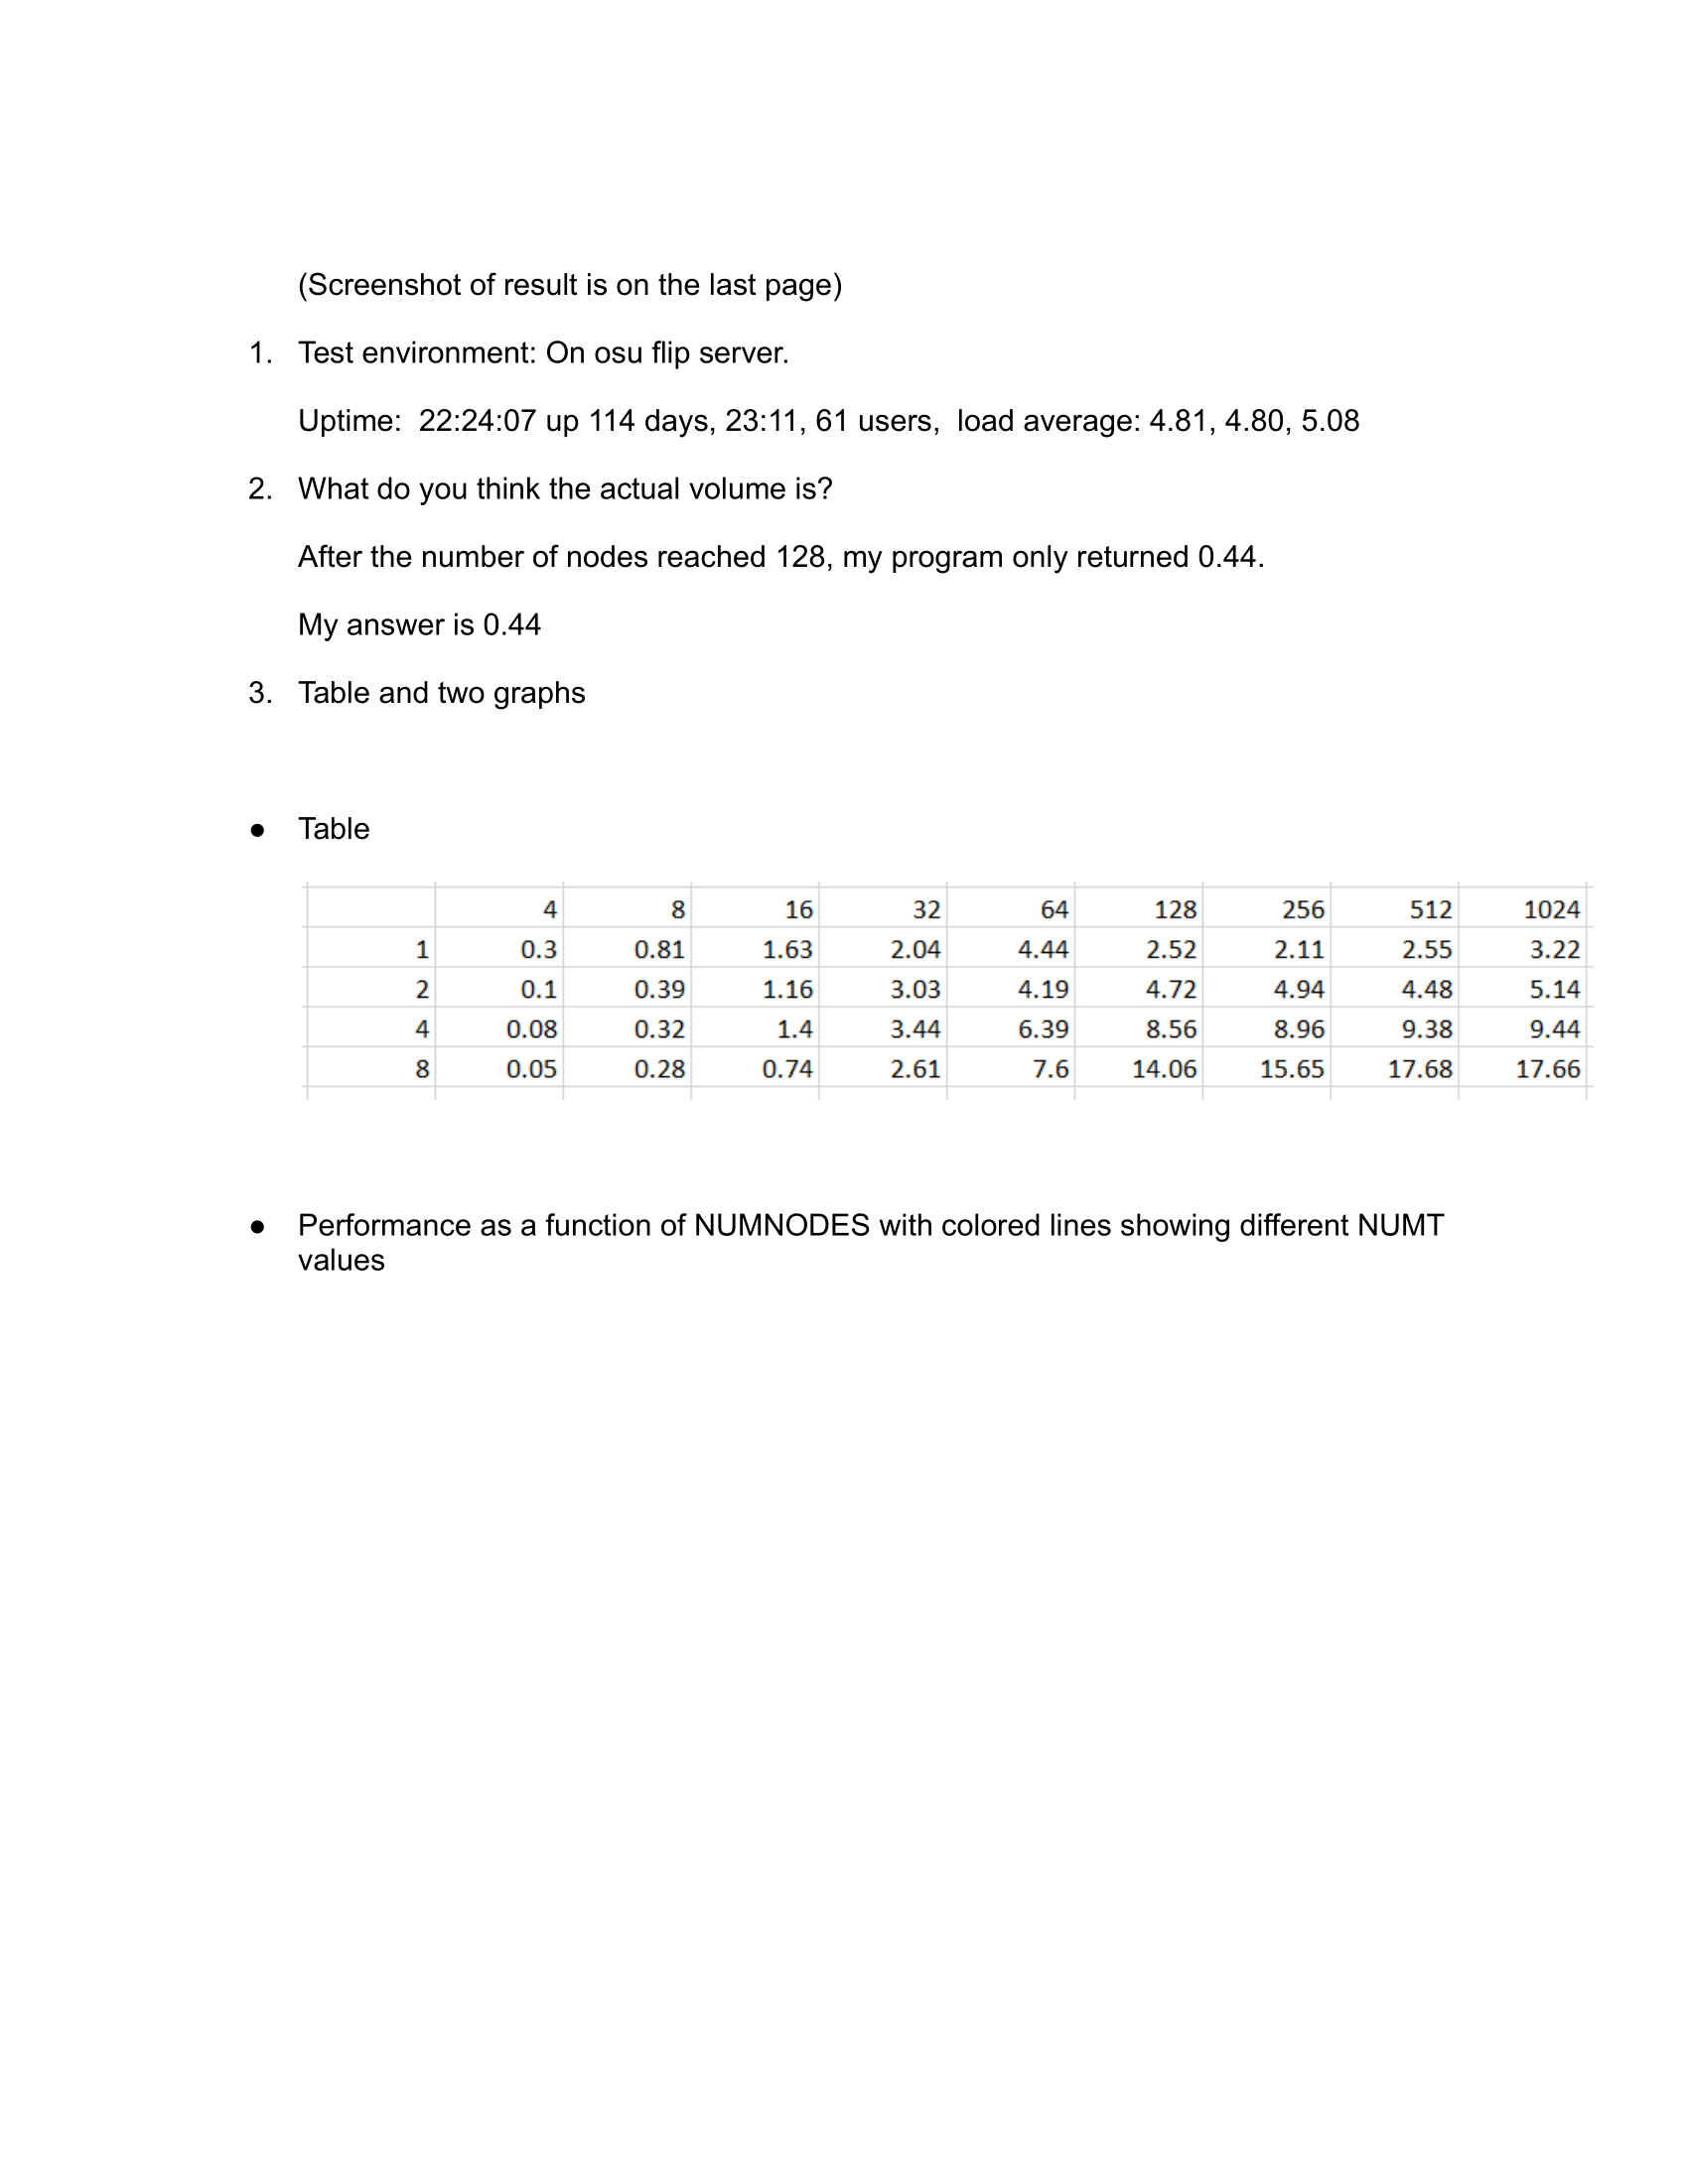 (Screenshot of result is on the last page)
1. Test environment: On osu flip server.
Uptime:  22:24:07 up 114 days, 23:11, 61 users,  load average: 4.81, 4.80, 5.08
2. What do you think the actual volume is?
After the number of nodes reached 128, my program only returned 0.44.
My answer is 0.44
3. Table and two graphs
● Table
4 8 16 32 64 128 256 512 1024
1 0.3 0.81 1.63 2.04 4.44 2.52 2.11 2.55 3.22
2 0.1 0.39 1.16 3.03 4.19 4.72 4.94 4.48 5.14
4 0.08 0.32 1.4 3.44 6.39 8.56 8.96 9.38 9.44
8 0.05 0.28 0.74 2.61 7.6 14.06 15.65 17.68 17.66
● Performance as a function of NUMNODES with colored lines showing different NUMT
values